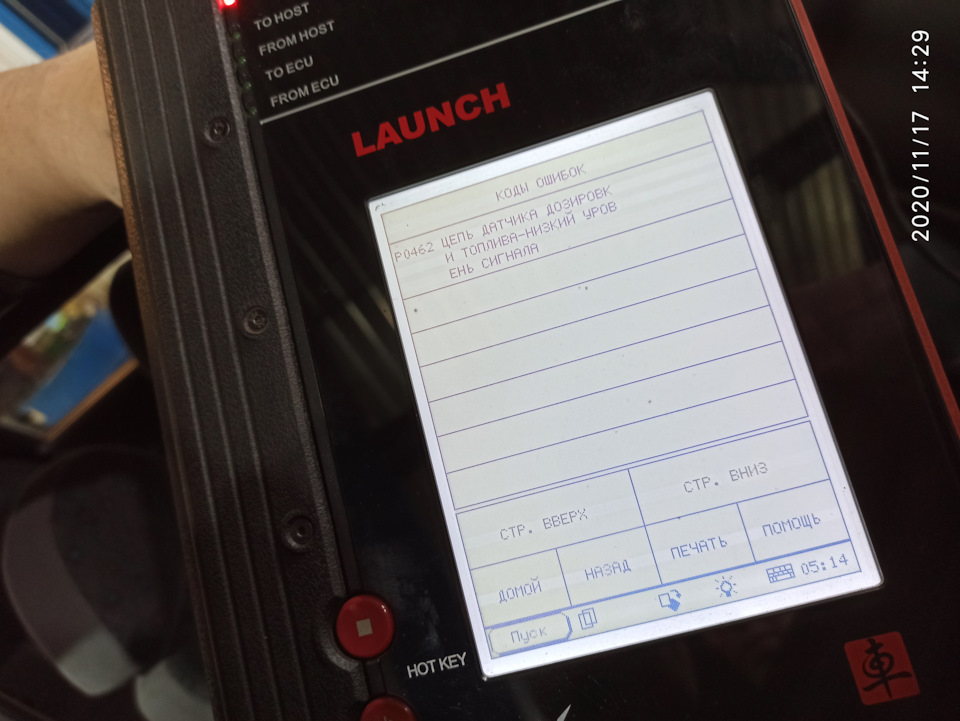 TO HOST
FROM HOST
TO ECU
FROM ECU
LAUNCH
КОДЫ ОШИБОК
P0462 ЦЕПЬ ДАТЧИКА ДОЗИРОВК
И ТОПЛИВА-НИЗКИЙ УРОВ
ЕНЬ СИГНАЛА
СТР. ВВЕРХ
СТР. ВНИЗ
ДОМОЙ
НАЗАД
ПЕЧАТЬ
ПОМОЩЬ
Пуск
05:14
HOT KEY
車
2020/11/17 14:29